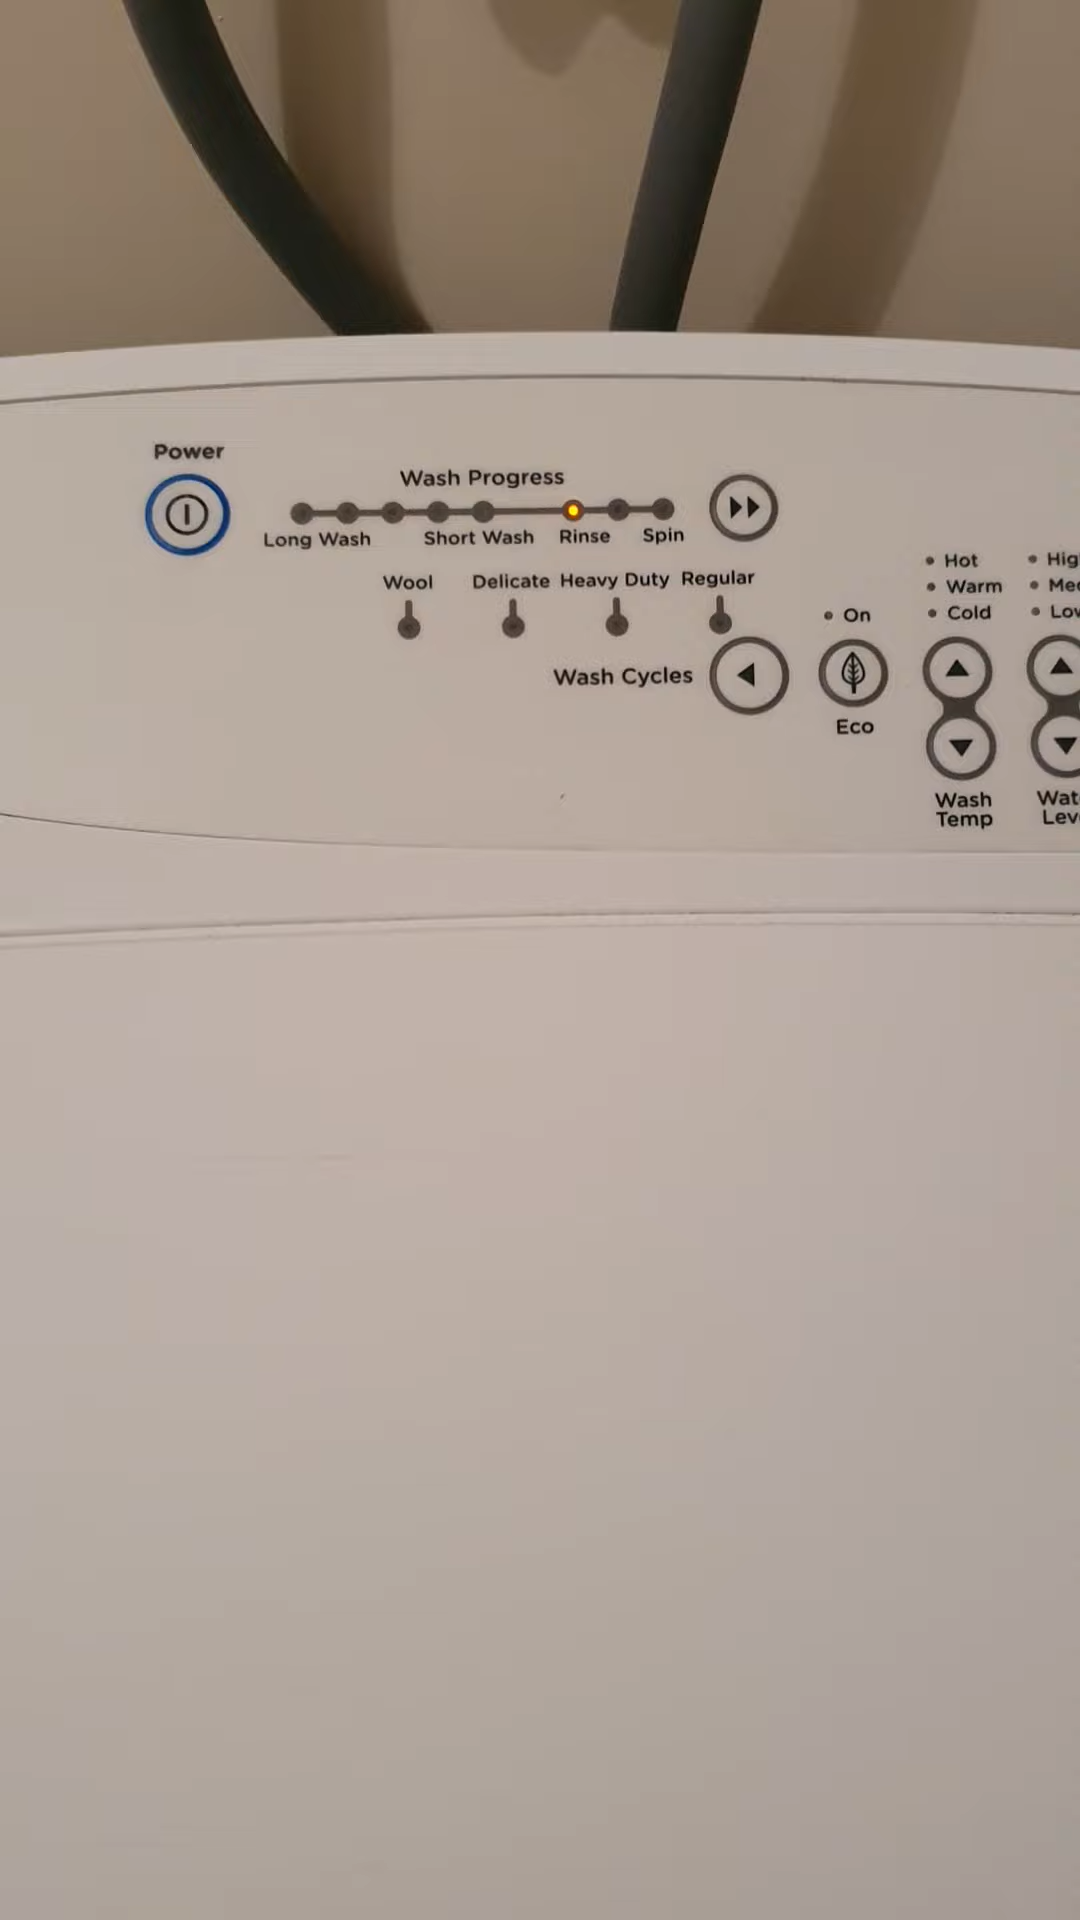 Power
Wash Progress
Long Wash Short Wash Rinse Spin
Wool Delicate Heavy Duty Regular
Wash Cycles
On
Eco
Hot
Warm
Cold
Wash
Temp